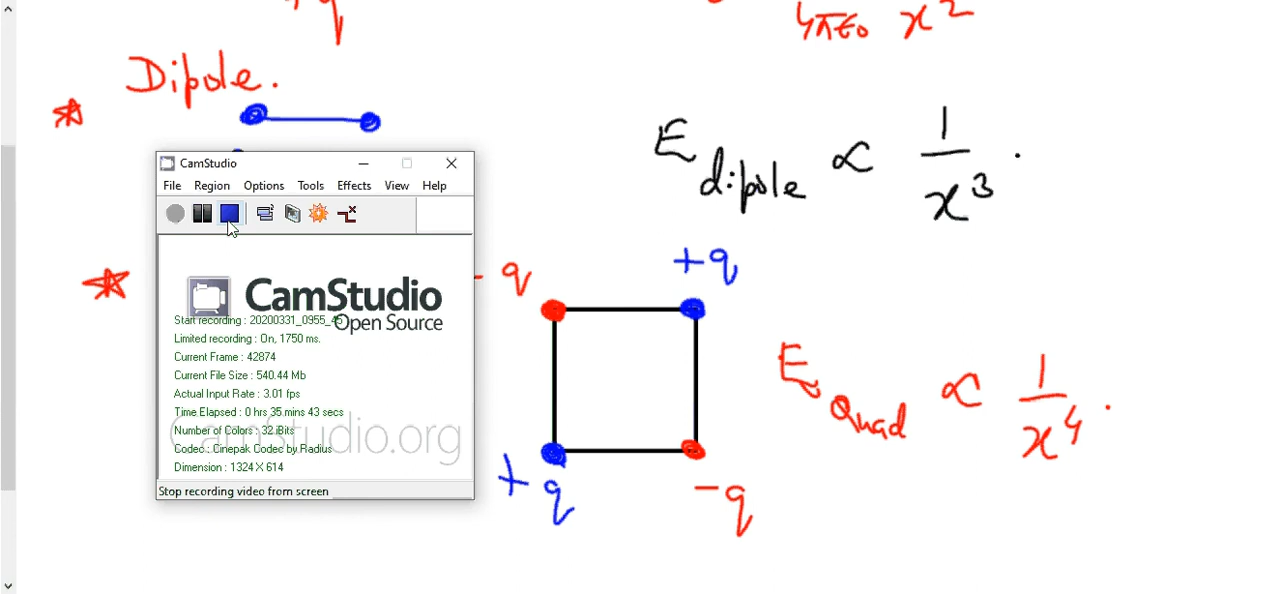 +q
4πε₀ x²
Dipole.
E dipole ∝ 1/x³.
CamStudio
File Region Options Tools Effects View Help
CamStudio
Open Source
Start recording : 20200331_0955_45
Limited recording : On, 1750 ms.
Current Frame : 42874
Current File Size : 540.44 Mb
Actual Input Rate : 3.01 fps
Time Elapsed : 0 hrs 35 mins 43 secs
Number of Colors : 32 Bits
CamStudio.org
Codec : Cinepak Codec by Radius
Dimension : 1324 X 614
Stop recording video from screen
-q +q
E Quad ∝ 1/x⁴.
+q -q